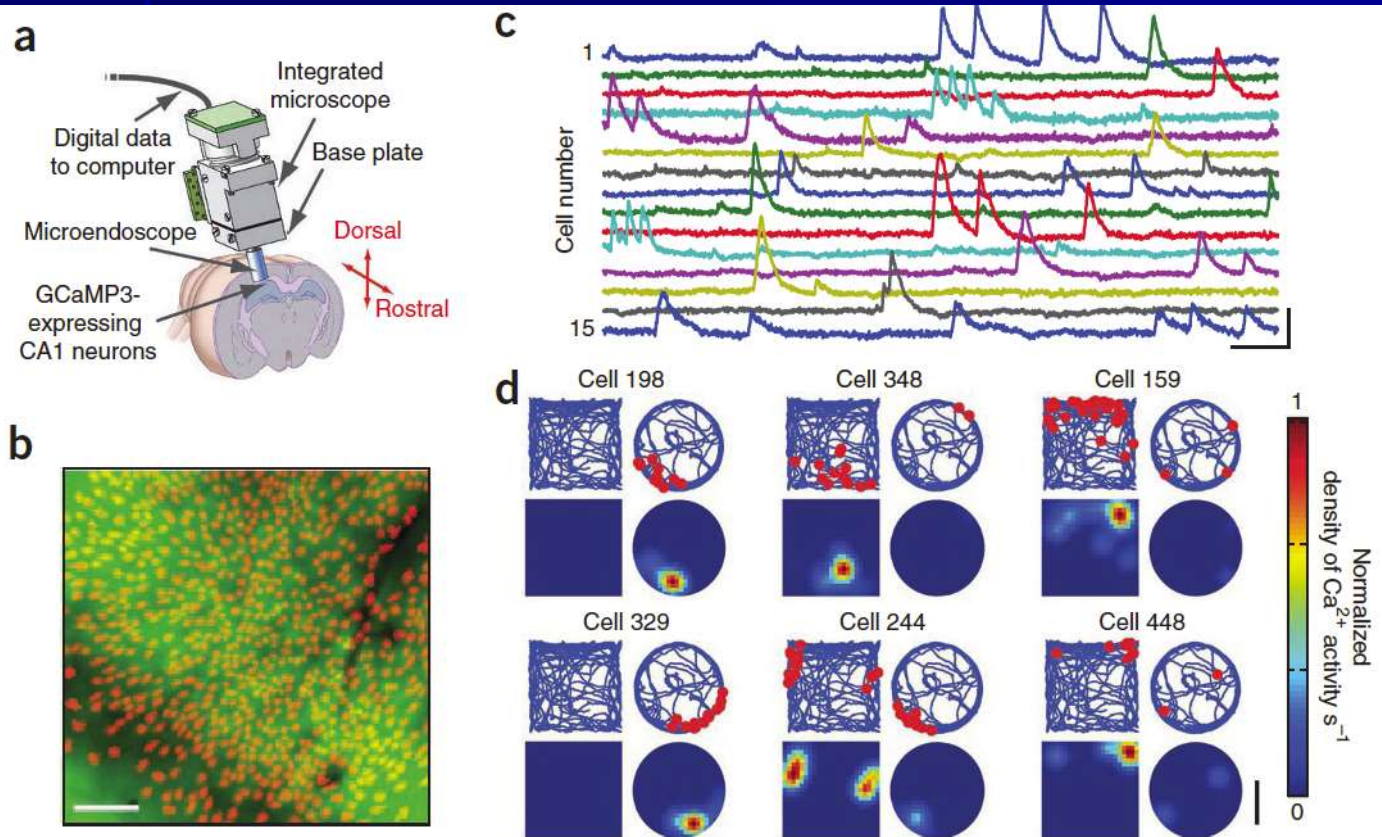 a
Digital data
to computer
Integrated
microscope
Base plate
Microendoscope
Dorsal
Rostral
GCaMP3-
expressing
CA1 neurons
b
c
1
Cell number
15
d
Cell 198
Cell 348
Cell 159
Cell 329
Cell 244
Cell 448
1
Normalized
density of Ca²⁺ activity s⁻¹
0